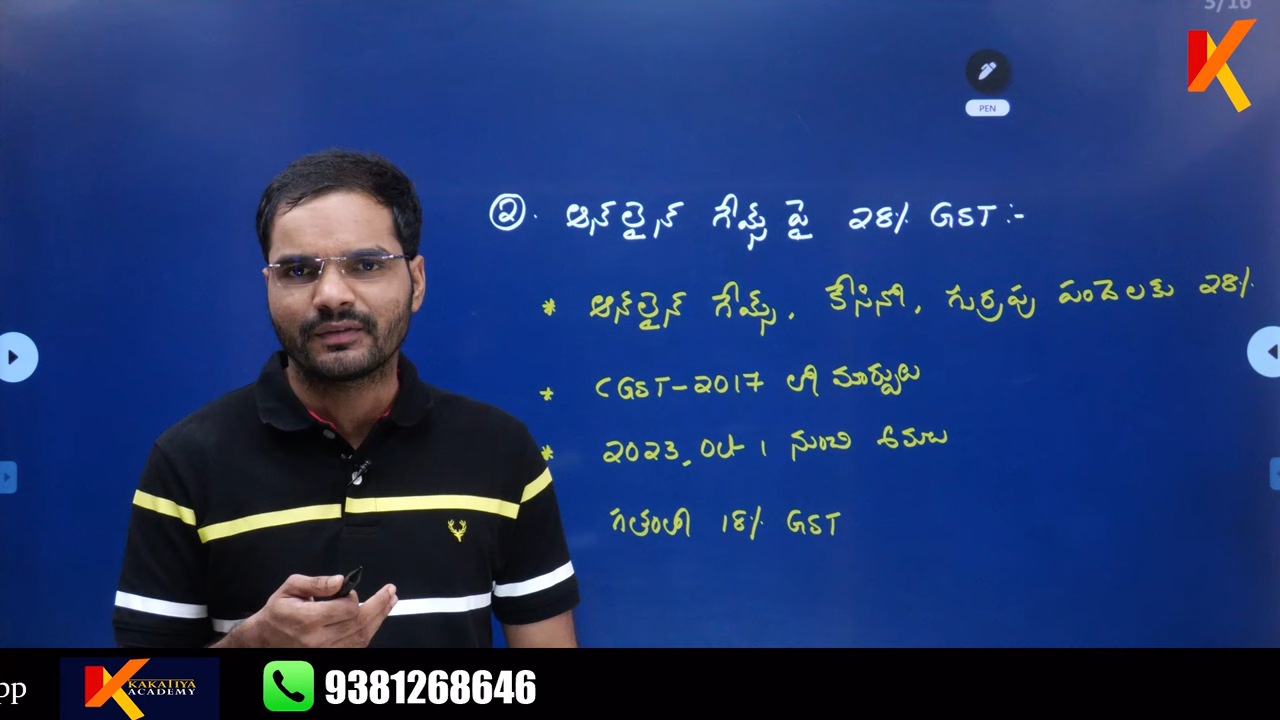 5/16
PEN
②. ఆన్‌లైన్ గేమ్స్ పై 28% GST :-
* ఆన్‌లైన్ గేమ్స్, కేసినో, గుర్రపు పందెలకు 28%
* CGST-2017 లో మార్పులు
* 2023, Oct 1 నుంచి అమలు
గతంలో 18% GST
pp
KAKATIYA
ACADEMY
9381268646